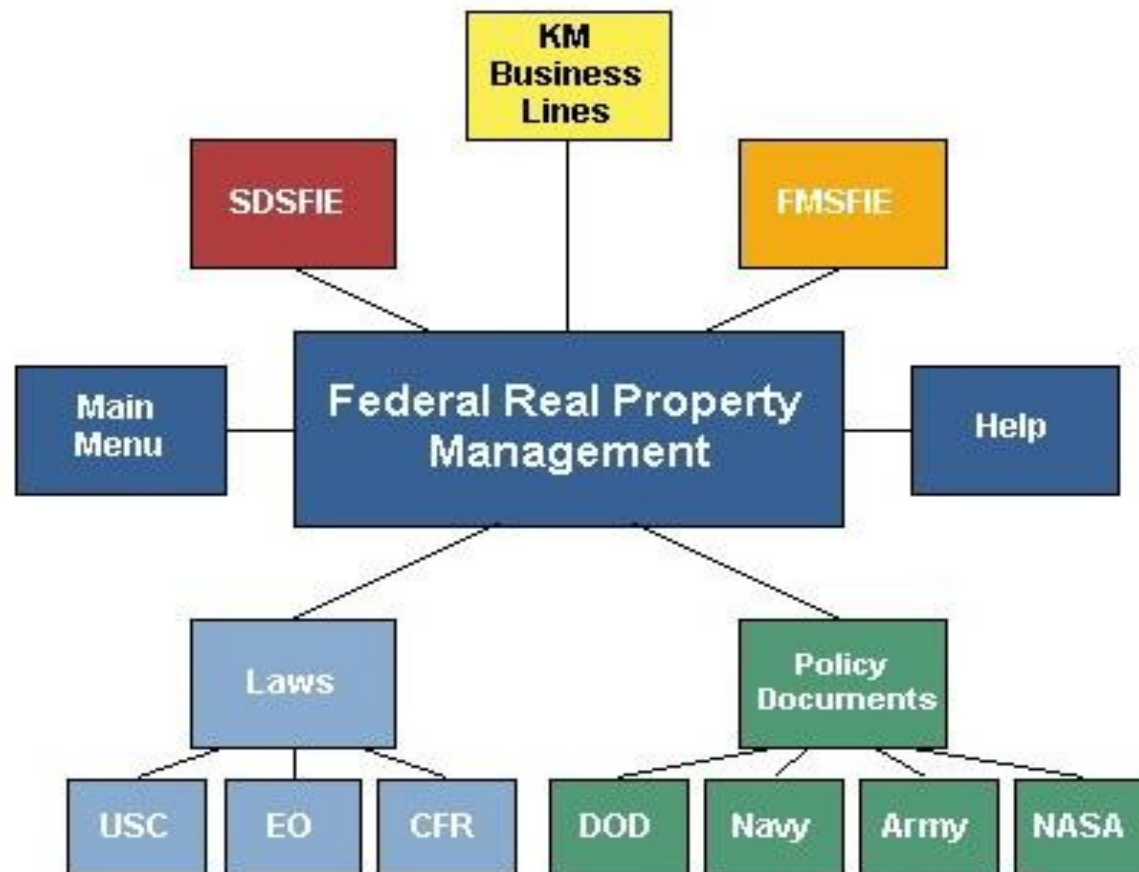 KM
Business
Lines
SDSFIE
FMSFIE
Main
Menu
Federal Real Property
Management
Help
Laws
Policy
Documents
USC
EO
CFR
DOD
Navy
Army
NASA